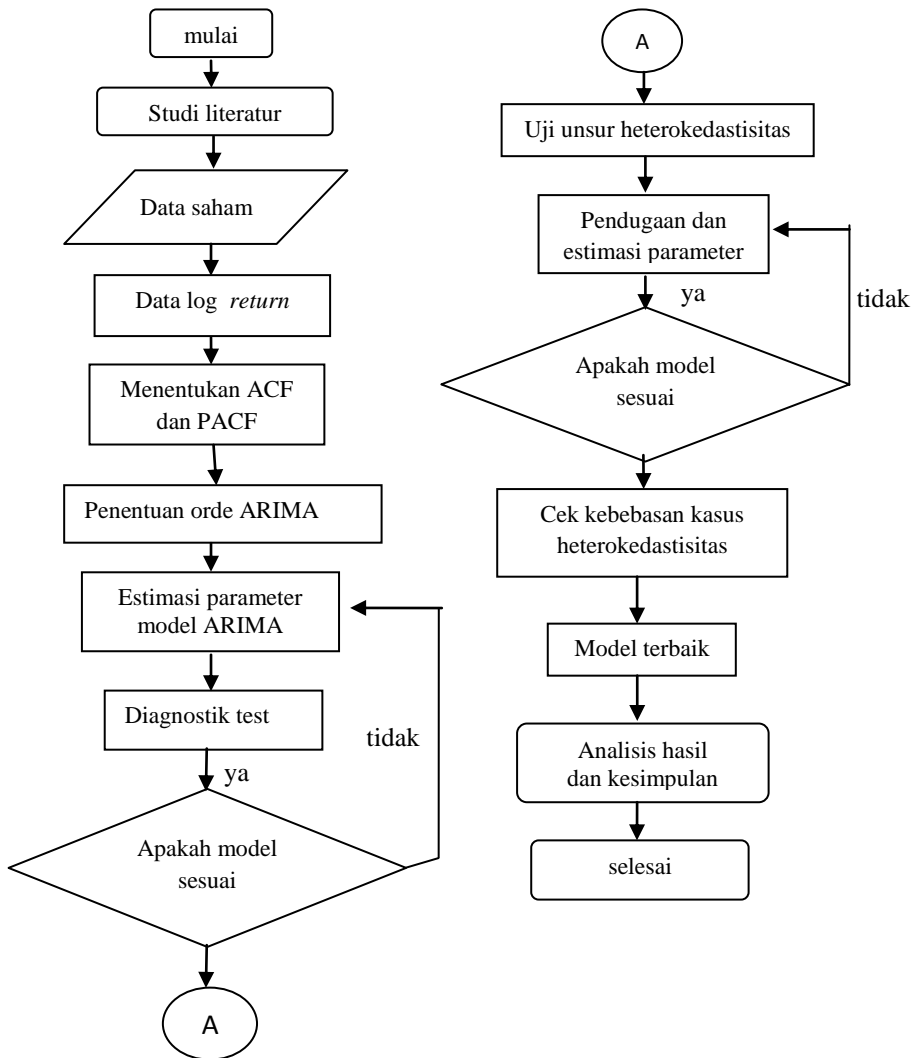 mulai
Studi literatur
Data saham
Data log return
Menentukan ACF
dan PACF
Penentuan orde ARIMA
Estimasi parameter
model ARIMA
Diagnostik test
tidak
ya
Apakah model
sesuai
A
A
Uji unsur heterokedastisitas
Pendugaan dan
estimasi parameter
ya
tidak
Apakah model
sesuai
Cek kebebasan kasus
heterokedastisitas
Model terbaik
Analisis hasil
dan kesimpulan
selesai